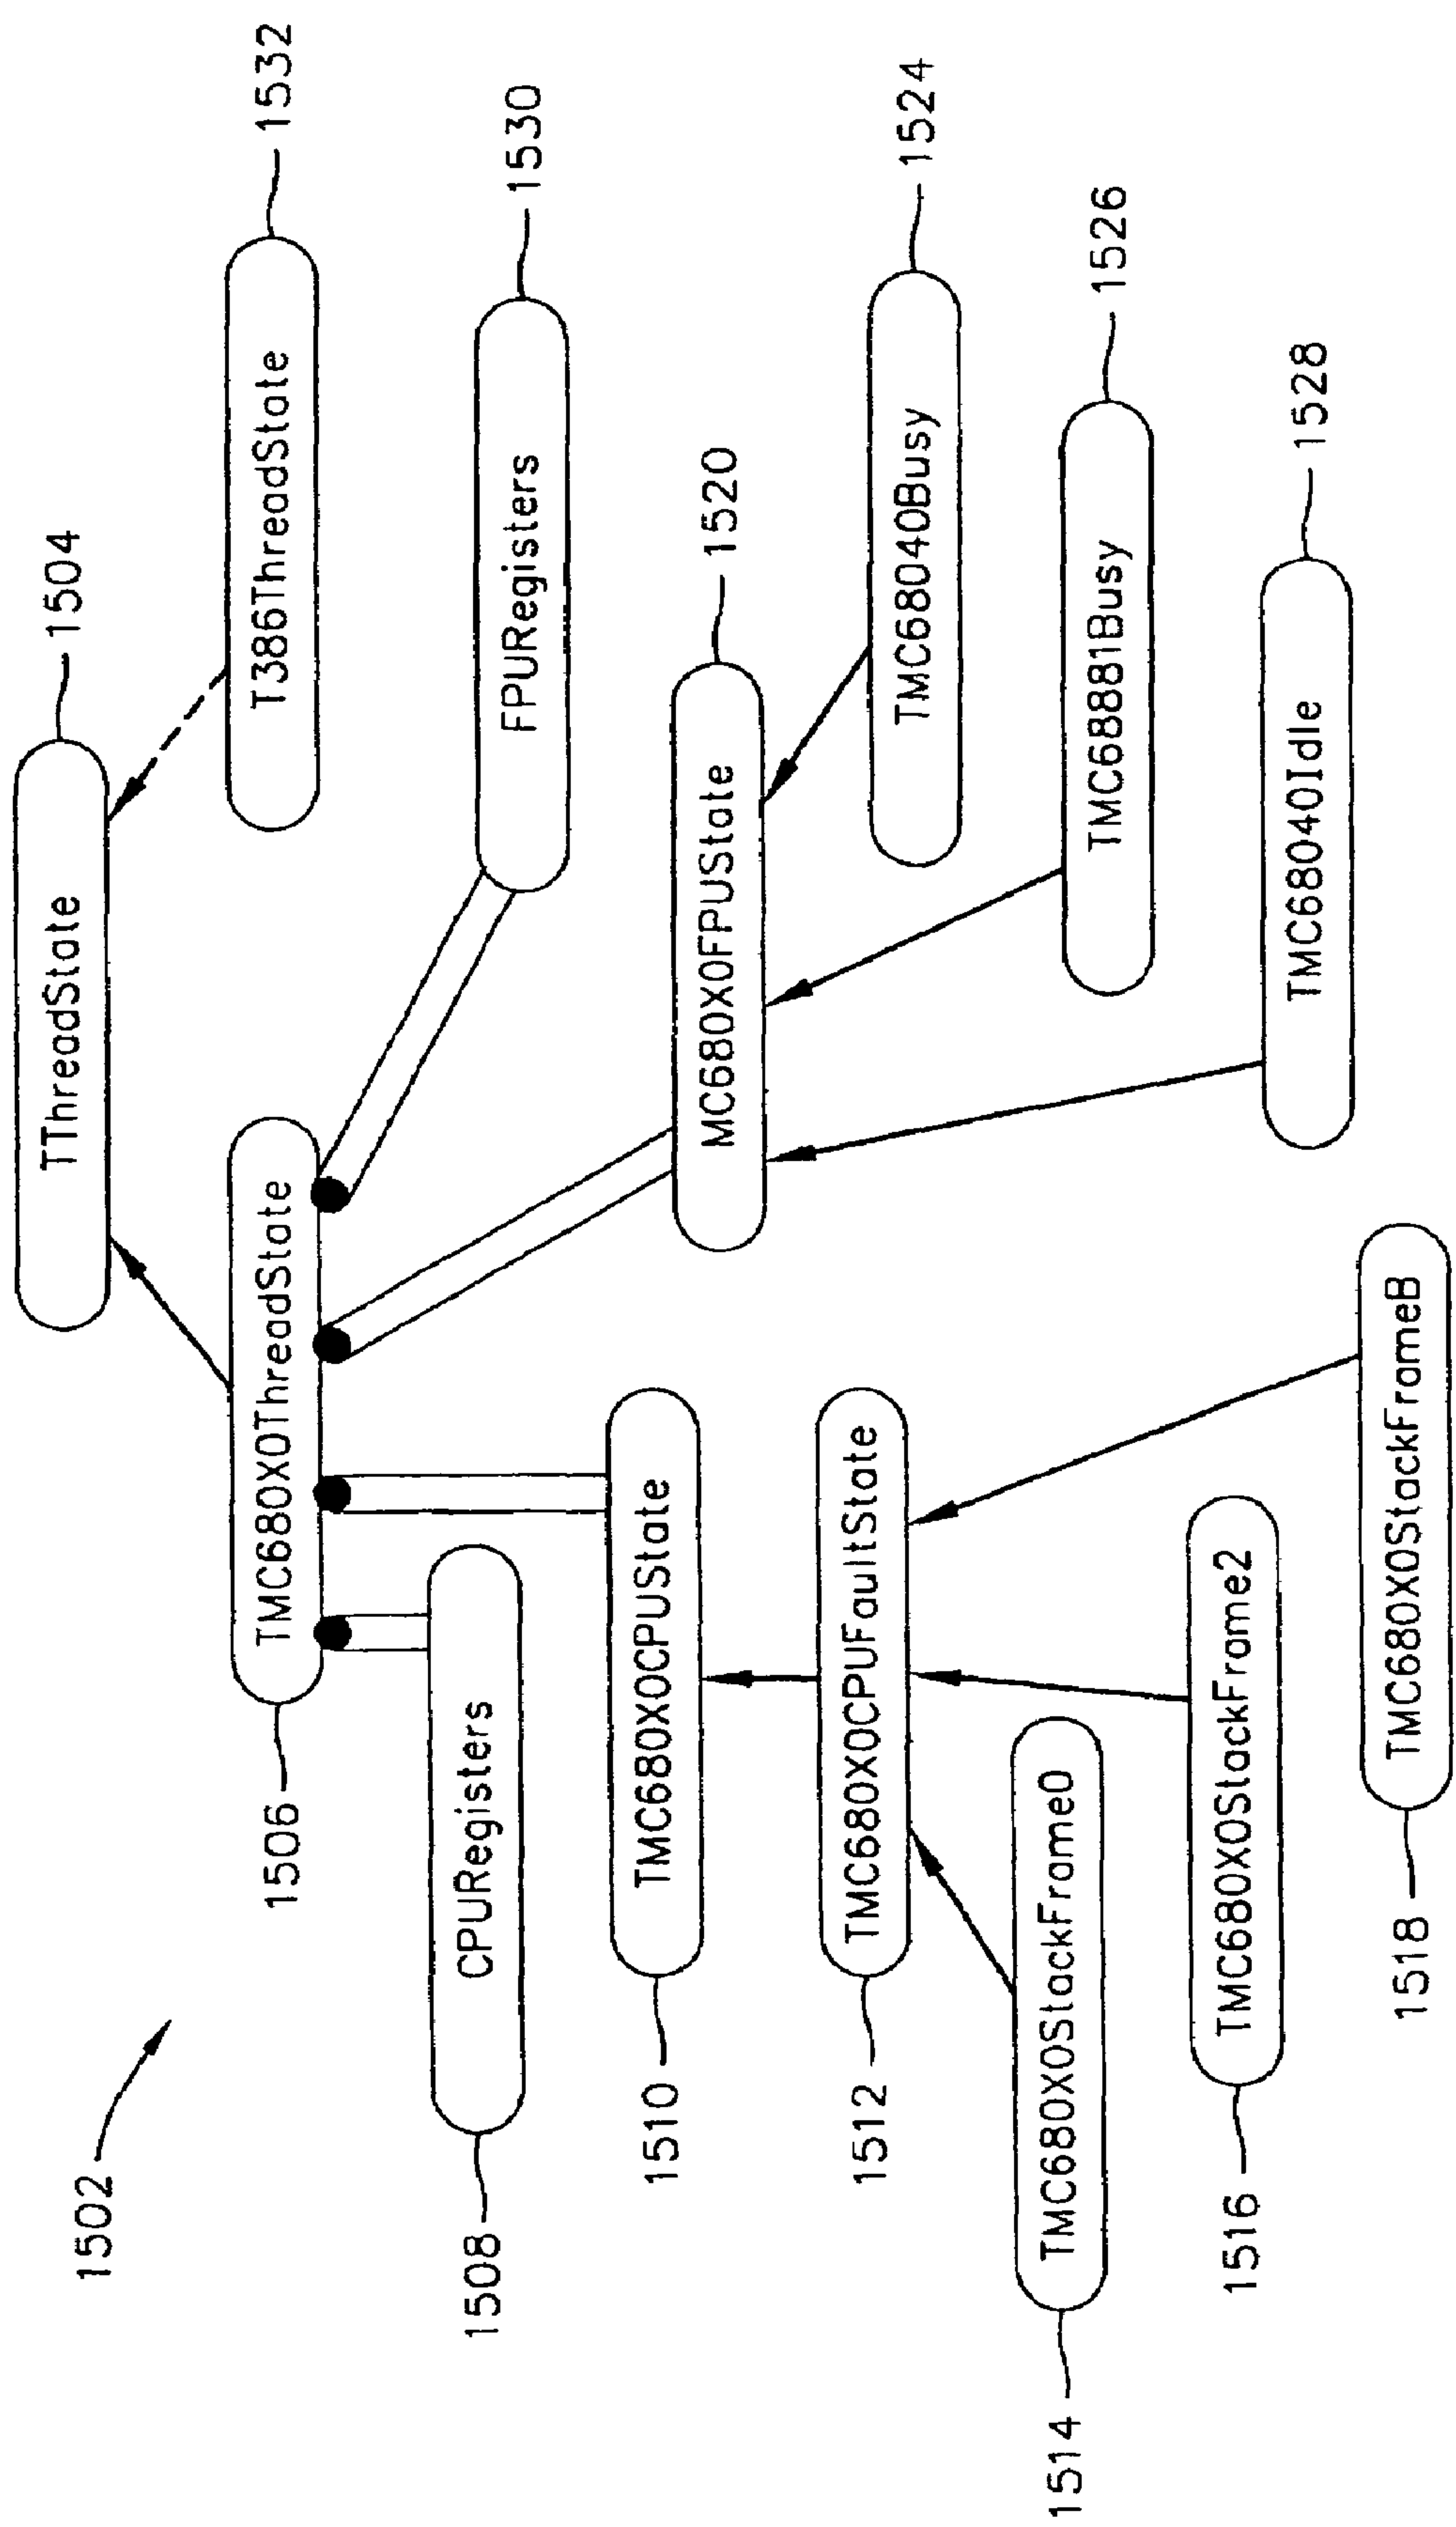 1502
TThreadState
1504
1506
TMC680X0ThreadState
T386ThreadState
1532
1508
CPURegisters
FPURegisters
1530
1510
TMC680X0CPUState
MC680X0FPUState
1520
1512
TMC680X0CPUFaultState
TMC68040Busy
1524
1514
TMC680X0StackFrame0
TMC68881Busy
1526
1516
TMC680X0StackFrame2
TMC68040Idle
1528
1518
TMC680X0StackFrameB